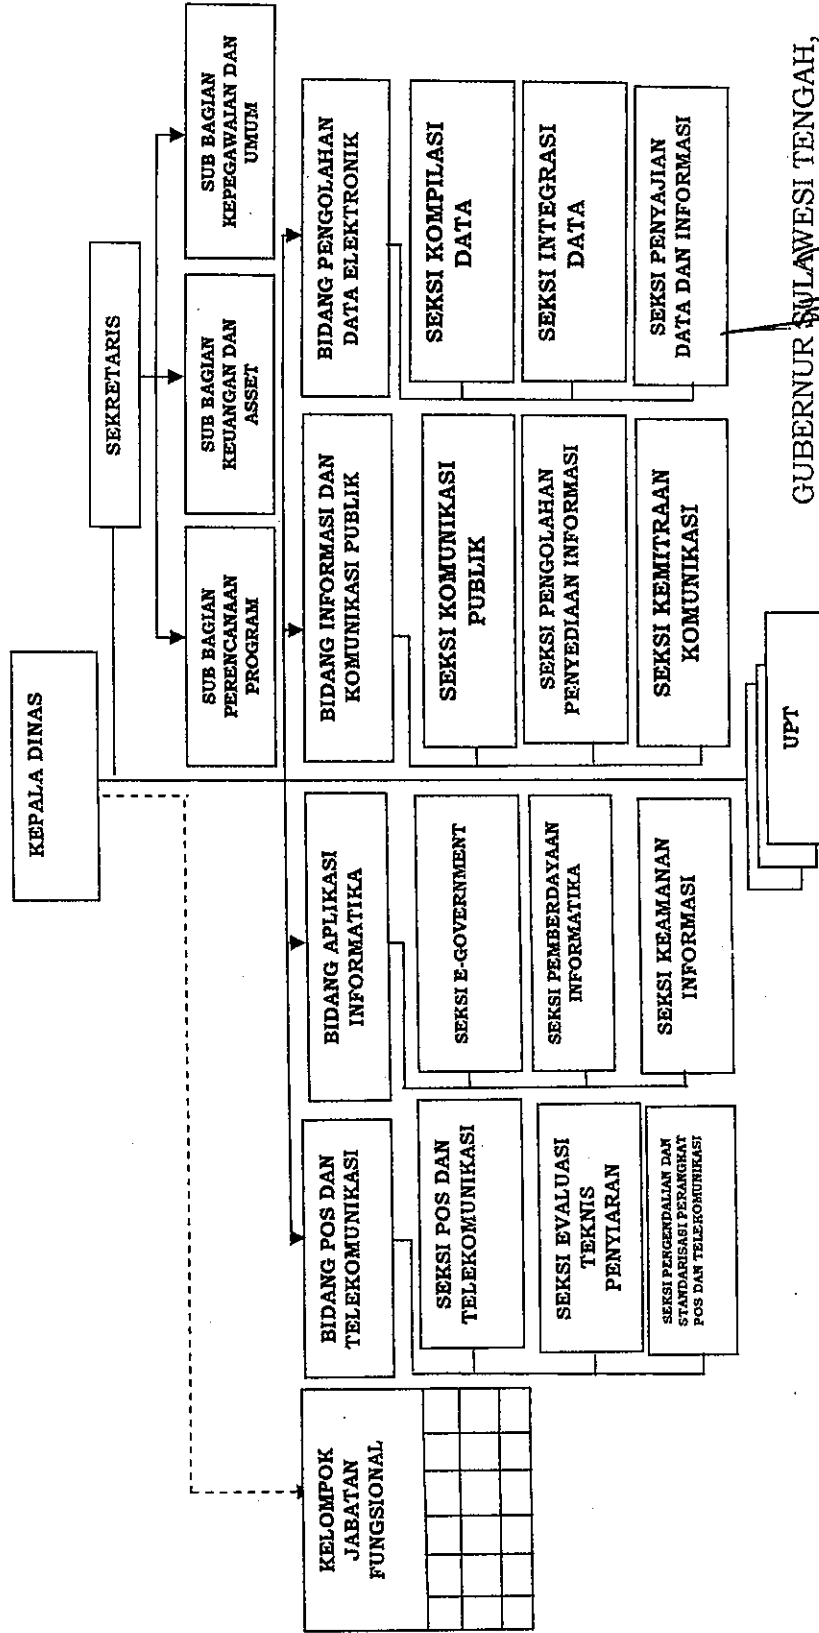 KEPALA DINAS
SEKRETARIS
SUB BAGIAN
PERENCANAAN
PROGRAM
SUB BAGIAN
KEUANGAN DAN
ASSET
SUB BAGIAN
KEPEGAWAIAN DAN
UMUM
KELOMPOK
JABATAN
FUNGSIONAL
BIDANG POS DAN
TELEKOMUNIKASI
SEKSI POS DAN
TELEKOMUNIKASI
SEKSI EVALUASI
TEKNIS
PENYIARAN
SEKSI PENGENDALIAN DAN
STANDARISASI PERANGKAT
POS DAN TELEKOMUNIKASI
BIDANG APLIKASI
INFORMATIKA
SEKSI E-GOVERNMENT
SEKSI PEMBERDAYAAN
INFORMATIKA
SEKSI KEAMANAN
INFORMASI
BIDANG INFORMASI DAN
KOMUNIKASI PUBLIK
SEKSI KOMUNIKASI
PUBLIK
SEKSI PENGOLAHAN
PENYEDIAAN INFORMASI
SEKSI KEMITRAAN
KOMUNIKASI
BIDANG PENGOLAHAN
DATA ELEKTRONIK
SEKSI KOMPILASI
DATA
SEKSI INTEGRASI
DATA
SEKSI PENYAJIAN
DATA DAN INFORMASI
UPT
GUBERNUR SULAWESI TENGAH,